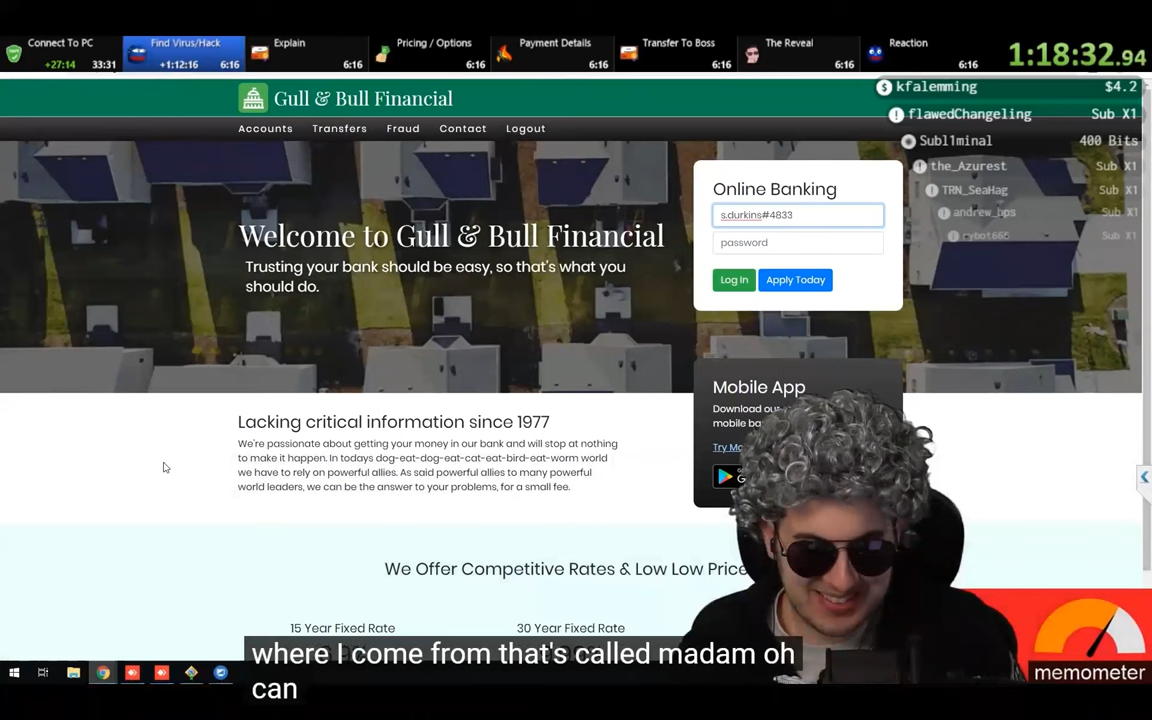 Connect To PC
+27:14 33:31
Find Virus/Hack
+1:12:16 6:16
Explain
6:16
Pricing / Options
6:16
Payment Details
6:16
Transfer To Boss
6:16
The Reveal
6:16
Reaction
6:16
1:18:32.94
Gull & Bull Financial
Accounts Transfers Fraud Contact Logout
kfalemming $4.2
flawedChangeling Sub X1
Subl1minal 400 Bits
the_Azurest Sub X1
TRN_SeaHag Sub X1
andrew_bps Sub X1
Sub X1
Welcome to Gull & Bull Financial
Trusting your bank should be easy, so that's what you
should do.
Online Banking
s.durkins#4833
password
Log In Apply Today
Lacking critical information since 1977
We're passionate about getting your money in our bank and will stop at nothing
to make it happen. In todays dog-eat-dog-eat-cat-eat-bird-eat-worm world
we have to rely on powerful allies. As said powerful allies to many powerful
world leaders, we can be the answer to your problems, for a small fee.
Mobile App
Download our
mobile ba
Try Mo
G
We Offer Competitive Rates & Low Low Price
15 Year Fixed Rate 30 Year Fixed Rate
where I come from that's called madam oh
can
memometer